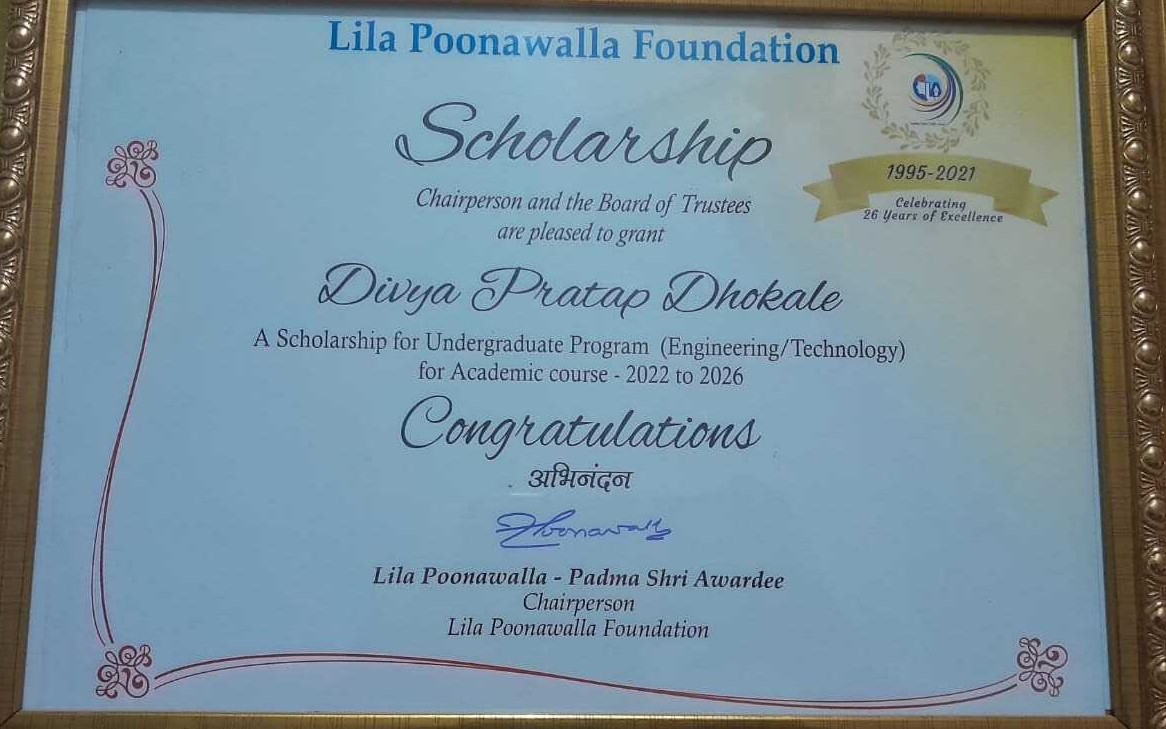 Lila Poonawalla Foundation
1995-2021
Celebrating
26 Years of Excellence
Scholarship
Chairperson and the Board of Trustees
are pleased to grant
Divya Pratap Dhokale
A Scholarship for Undergraduate Program (Engineering/Technology)
for Academic course - 2022 to 2026
Congratulations
अभिनंदन
Lila Poonawalla - Padma Shri Awardee
Chairperson
Lila Poonawalla Foundation